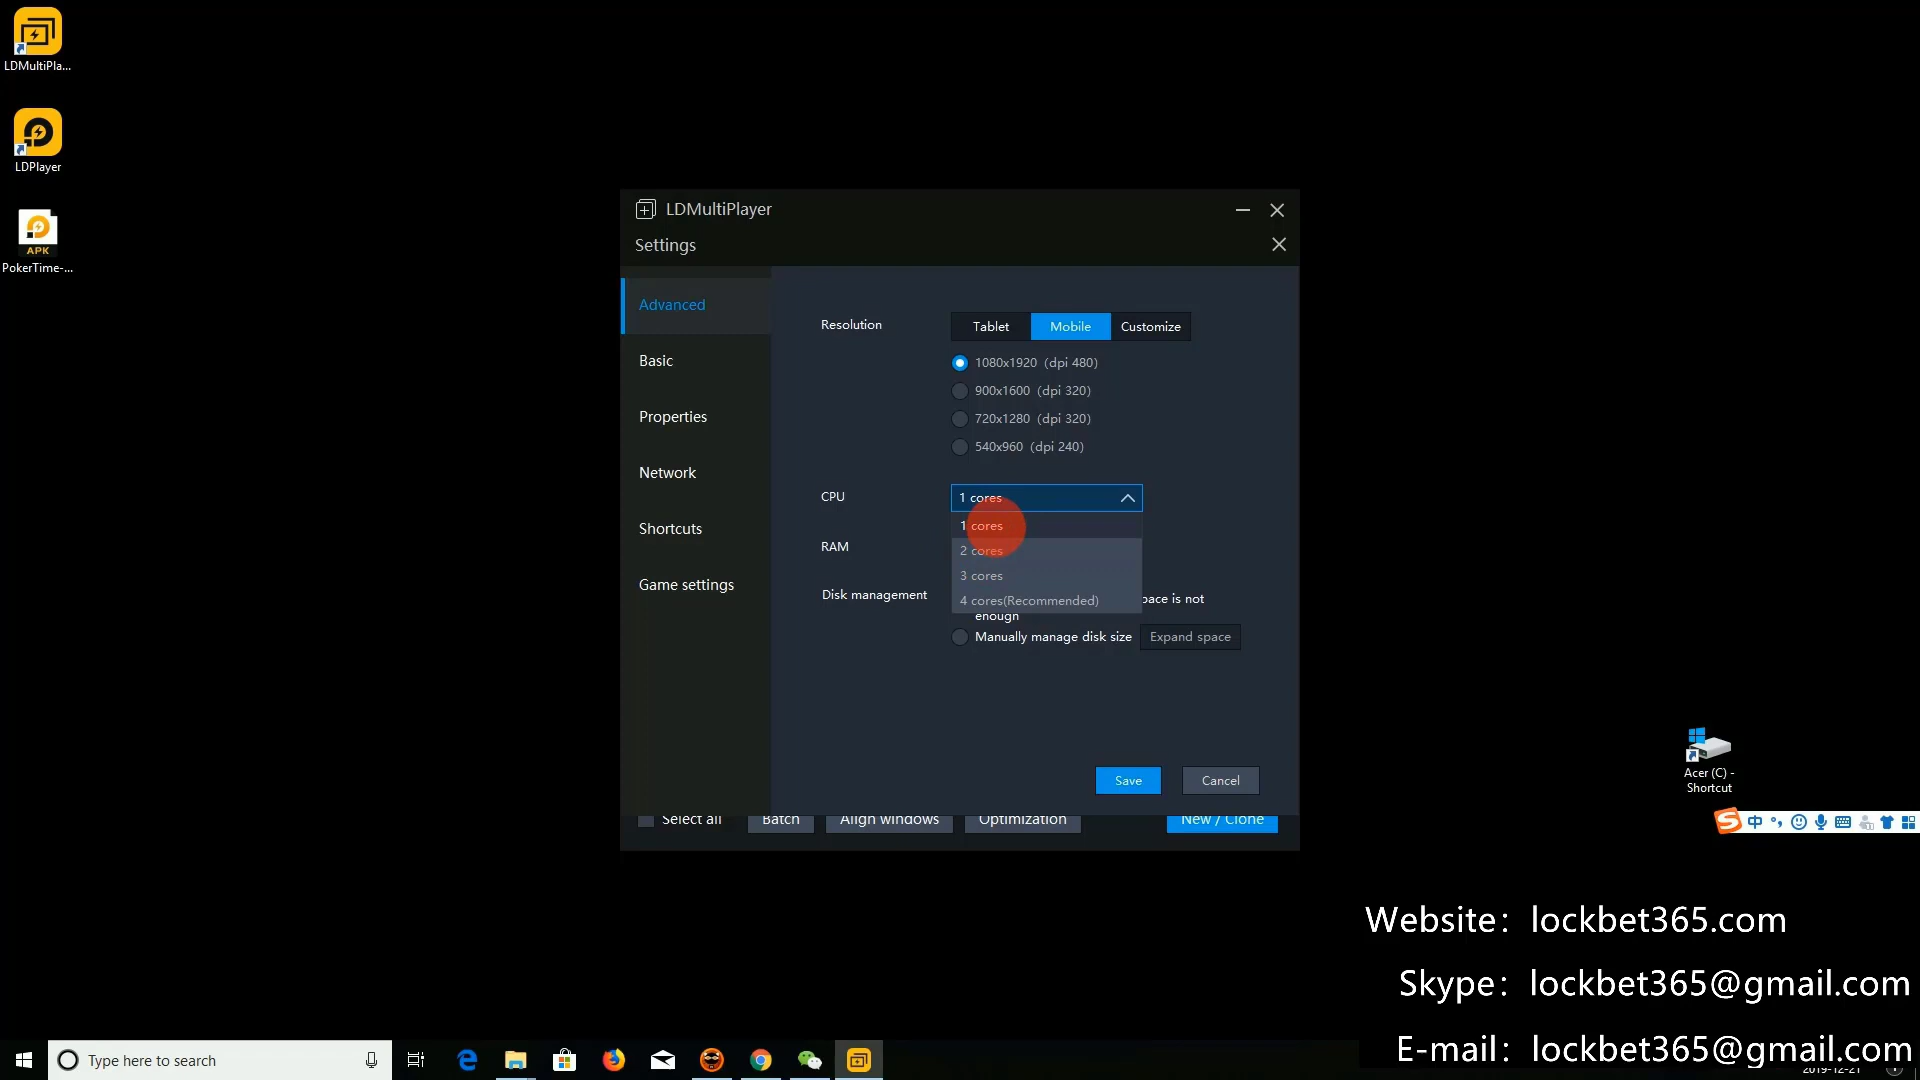 LDMultiPla...
LDPlayer
APK
PokerTime-...
LDMultiPlayer
Settings
Advanced
Basic
Properties
Network
Shortcuts
Game settings
Resolution
Tablet
Mobile
Customize
1080x1920 (dpi 480)
900x1600 (dpi 320)
720x1280 (dpi 320)
540x960 (dpi 240)
CPU
1 cores
1 cores
2 cores
3 cores
4 cores(Recommended)
RAM
Disk management
pace is not
enough
Manually manage disk size
Expand space
Save
Cancel
Select all
Batch
Align windows
Optimization
New / Clone
Acer (C) -
Shortcut
中
Website: lockbet365.com
Skype: lockbet365@gmail.com
E-mail: lockbet365@gmail.com
Type here to search
2019-12-21